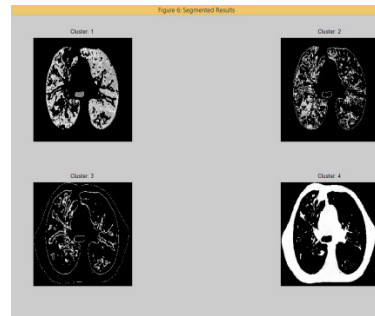 Figure 6: Segmented Results
Cluster: 1
Cluster: 2
Cluster: 3
Cluster: 4